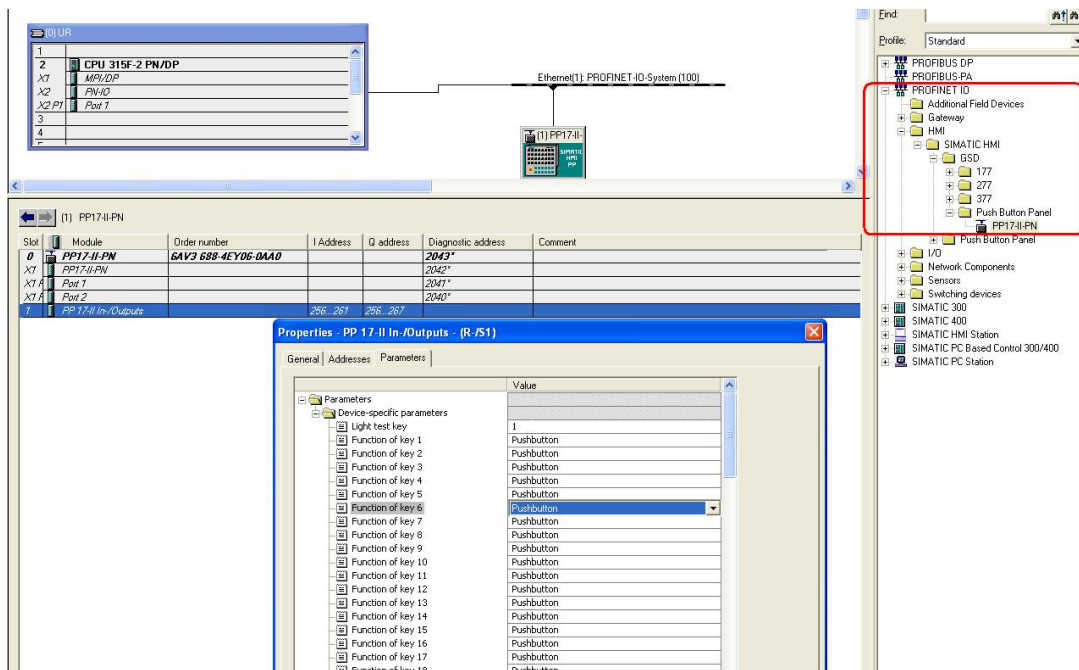 (0) UR
1
2 CPU 315F-2 PN/DP
X1 MPI/DP
X2 PN-IO
X2 P1 Port 1
3
4
Ethernet(1): PROFINET-IO-System (100)
(1) PP17-II-
SIMATIC
HMI
PP
(1) PP17-II-PN
Slot Module Order number I Address Q address Diagnostic address Comment
0 PP17-II-PN 6AV3 688-4EY06-0AA0 2043*
X1 PP17-II-PN 2042*
X1 F Port 1 2041*
X1 F Port 2 2040*
1 PP 17-II In-/Outputs 256...261 256...267
Properties - PP 17-II In-/Outputs - (R-/S1)
General Addresses Parameters
Value
Parameters
Device-specific parameters
Light test key 1
Function of key 1 Pushbutton
Function of key 2 Pushbutton
Function of key 3 Pushbutton
Function of key 4 Pushbutton
Function of key 5 Pushbutton
Function of key 6 Pushbutton
Function of key 7 Pushbutton
Function of key 8 Pushbutton
Function of key 9 Pushbutton
Function of key 10 Pushbutton
Function of key 11 Pushbutton
Function of key 12 Pushbutton
Function of key 13 Pushbutton
Function of key 14 Pushbutton
Function of key 15 Pushbutton
Function of key 16 Pushbutton
Function of key 17 Pushbutton
Function of key 18 Pushbutton
Find:
Profile: Standard
PROFIBUS DP
PROFIBUS-PA
PROFINET IO
Additional Field Devices
Gateway
HMI
SIMATIC HMI
GSD
177
277
377
Push Button Panel
PP17-II-PN
Push Button Panel
I/O
Network Components
Sensors
Switching devices
SIMATIC 300
SIMATIC 400
SIMATIC HMI Station
SIMATIC PC Based Control 300/400
SIMATIC PC Station